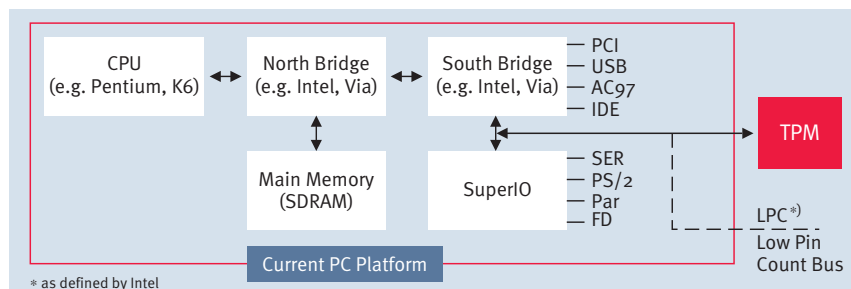 CPU
(e.g. Pentium, K6)
North Bridge
(e.g. Intel, Via)
South Bridge
(e.g. Intel, Via)
PCI
USB
AC97
IDE
TPM
Main Memory
(SDRAM)
SuperIO
SER
PS/2
Par
FD
LPC *)
Low Pin
Count Bus
Current PC Platform
* as defined by Intel